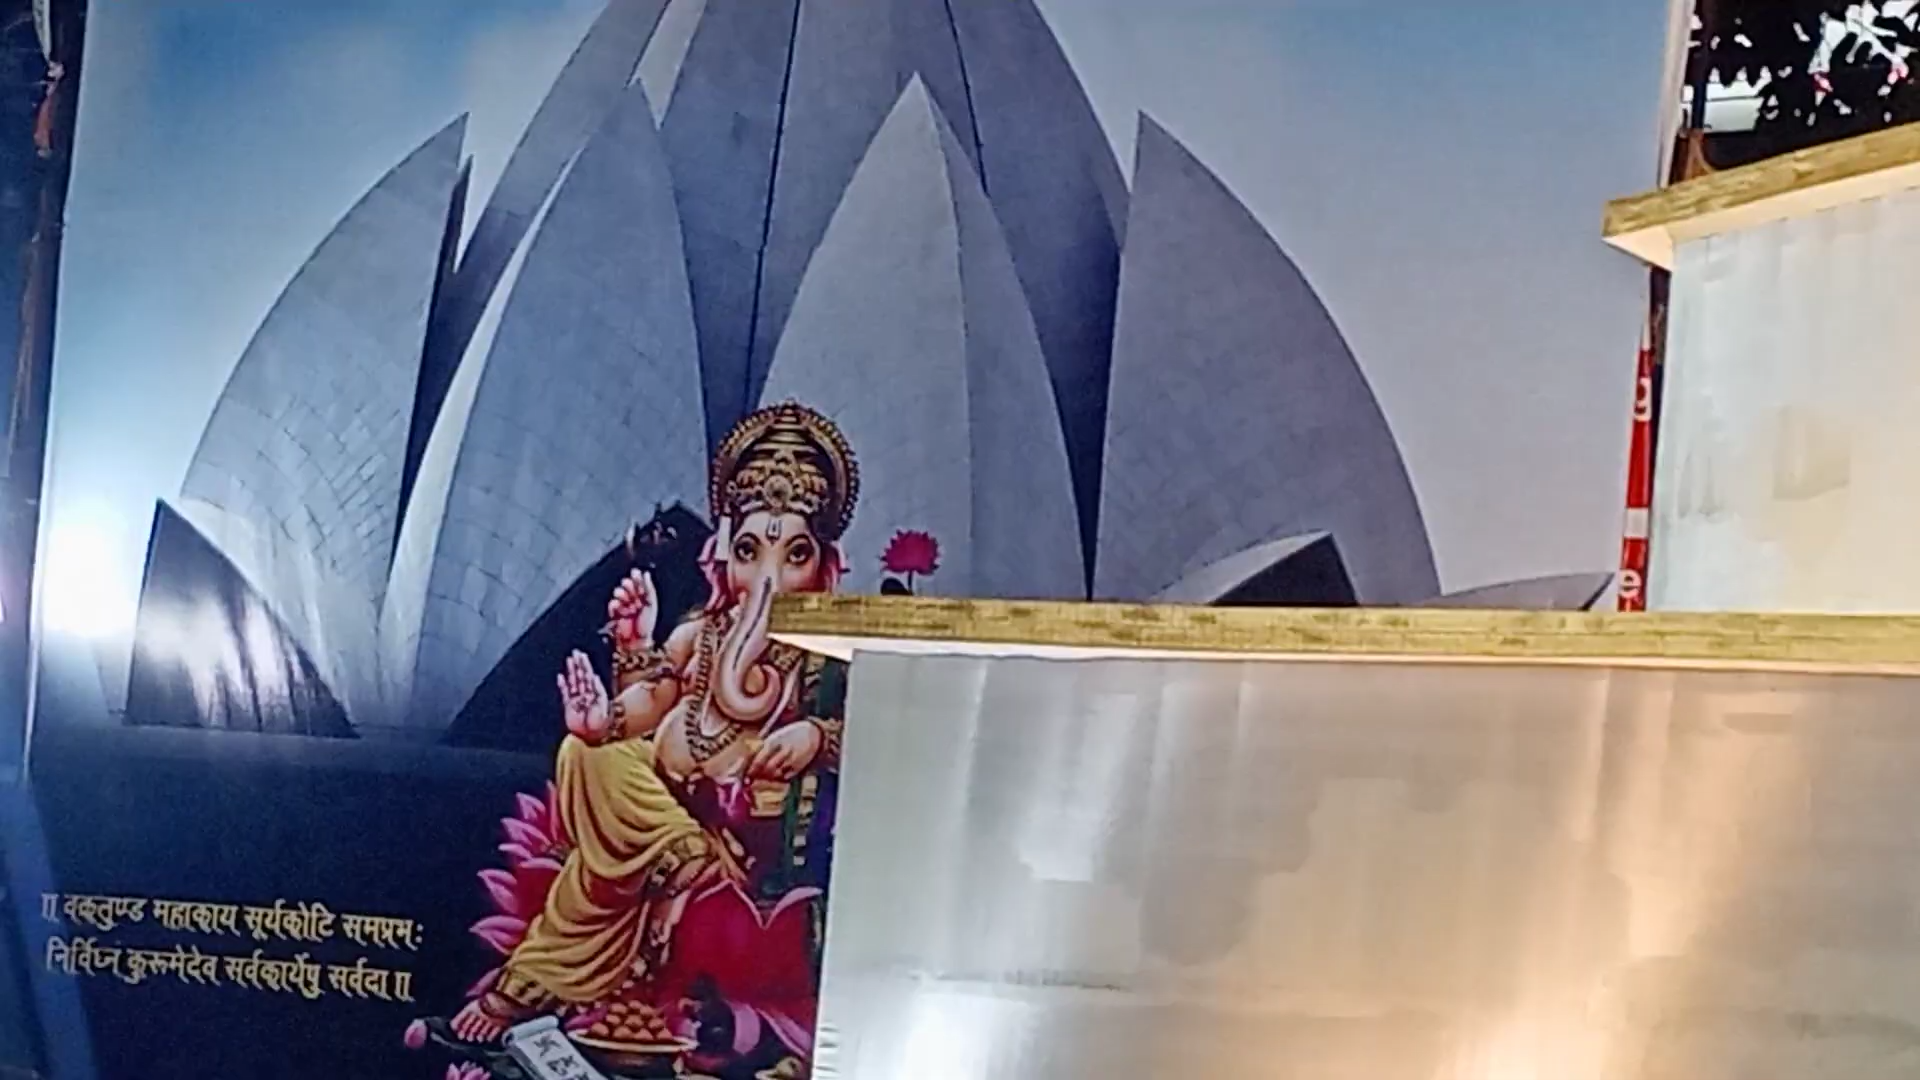 ॥ वक्रतुण्ड महाकाय सूर्यकोटि समप्रभ:
निर्विघ्नं कुरूमेदेव सर्वकार्येषु सर्वदा ॥